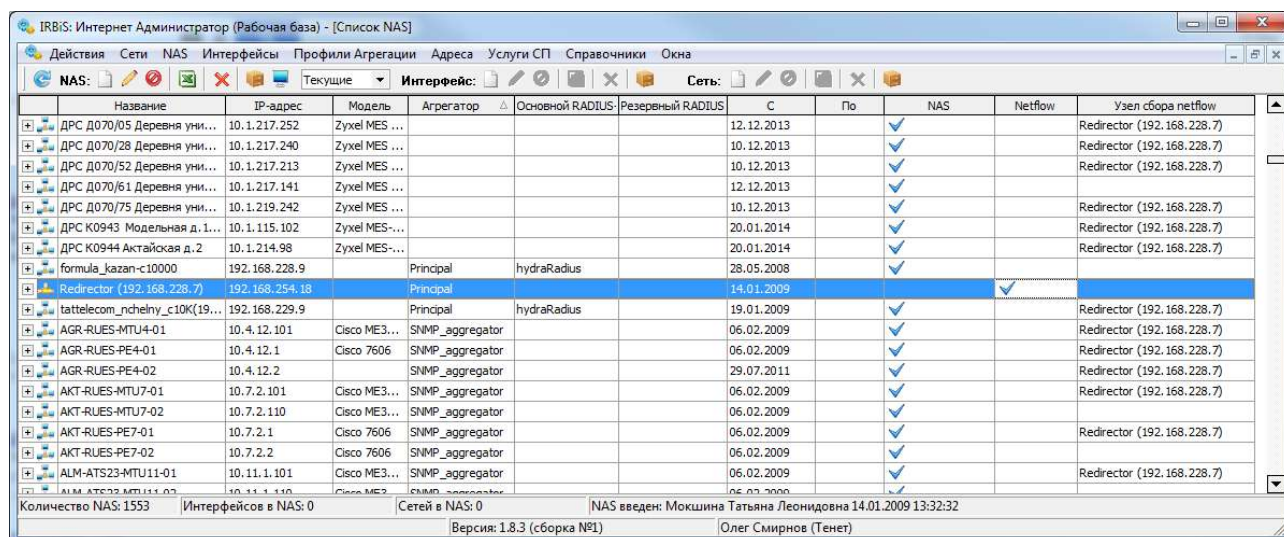 IRBiS: Интернет Администратор (Рабочая база) - [Список NAS]
Действия Сети NAS Интерфейсы Профили Агрегации Адреса Услуги СП Справочники Окна
NAS: Текущие Интерфейс: Сеть:
Название IP-адрес Модель Агрегатор Основной RADIUS- Резервный RADIUS С По NAS Netflow Узел сбора netflow
ДРС Д070/05 Деревня уни... 10.1.217.252 Zyxel MES ... 12.12.2013 Redirector (192.168.228.7)
ДРС Д070/28 Деревня уни... 10.1.217.240 Zyxel MES ... 10.12.2013 Redirector (192.168.228.7)
ДРС Д070/52 Деревня уни... 10.1.217.213 Zyxel MES ... 10.12.2013 Redirector (192.168.228.7)
ДРС Д070/61 Деревня уни... 10.1.217.141 Zyxel MES ... 12.12.2013
ДРС Д070/75 Деревня уни... 10.1.219.242 Zyxel MES ... 10.12.2013 Redirector (192.168.228.7)
ДРС К0943 Модельная д.1... 10.1.115.102 Zyxel MES-... 20.01.2014 Redirector (192.168.228.7)
ДРС К0944 Актайская д.2 10.1.214.98 Zyxel MES-... 20.01.2014 Redirector (192.168.228.7)
formula_kazan-c10000 192.168.228.9 Principal hydraRadius 28.05.2008
Redirector (192.168.228.7) 192.168.254.18 Principal 14.01.2009
tattelecom_nchelny_c10K(19... 192.168.229.9 Principal hydraRadius 19.01.2009 Redirector (192.168.228.7)
AGR-RUES-MTU4-01 10.4.12.101 Cisco ME3... SNMP_aggregator 06.02.2009 Redirector (192.168.228.7)
AGR-RUES-PE4-01 10.4.12.1 Cisco 7606 SNMP_aggregator 06.02.2009 Redirector (192.168.228.7)
AGR-RUES-PE4-02 10.4.12.2 SNMP_aggregator 29.07.2011 Redirector (192.168.228.7)
AKT-RUES-MTU7-01 10.7.2.101 Cisco ME3... SNMP_aggregator 06.02.2009 Redirector (192.168.228.7)
AKT-RUES-MTU7-02 10.7.2.110 Cisco ME3... SNMP_aggregator 06.02.2009
AKT-RUES-PE7-01 10.7.2.1 Cisco 7606 SNMP_aggregator 06.02.2009 Redirector (192.168.228.7)
AKT-RUES-PE7-02 10.7.2.2 Cisco 7606 SNMP_aggregator 06.02.2009
ALM-ATS23-MTU11-01 10.11.1.101 Cisco ME3... SNMP_aggregator 06.02.2009 Redirector (192.168.228.7)
ALM-ATS23-MTU11-02 10.11.1.110 Cisco ME3... SNMP_aggregator 06.02.2009
Количество NAS: 1553 Интерфейсов в NAS: 0 Сетей в NAS: 0 NAS введен: Мокшина Татьяна Леонидовна 14.01.2009 13:32:32
Версия: 1.8.3 (сборка №1) Олег Смирнов (Тенет)